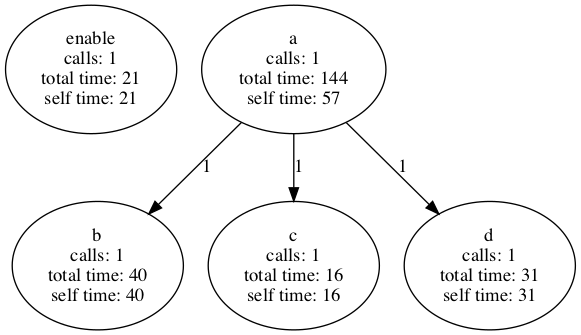 enable
calls: 1
total time: 21
self time: 21
a
calls: 1
total time: 144
self time: 57
1
1
1
b
calls: 1
total time: 40
self time: 40
c
calls: 1
total time: 16
self time: 16
d
calls: 1
total time: 31
self time: 31